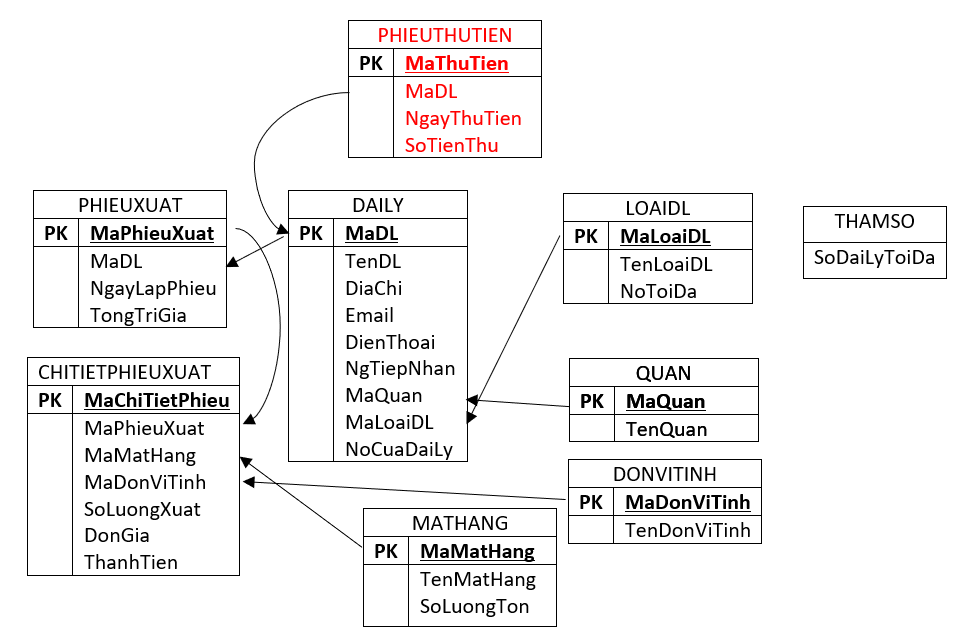 PHIEUTHUTIEN
PK MaThuTien
MaDL
NgayThuTien
SoTienThu
PHIEUXUAT
PK MaPhieuXuat
MaDL
NgayLapPhieu
TongTriGia
DAILY
PK MaDL
TenDL
DiaChi
Email
DienThoai
NgTiepNhan
MaQuan
MaLoaiDL
NoCuaDaiLy
LOAIDL
PK MaLoaiDL
TenLoaiDL
NoToiDa
THAMSO
SoDaiLyToiDa
CHITIETPHIEUXUAT
PK MaChiTietPhieu
MaPhieuXuat
MaMatHang
MaDonViTinh
SoLuongXuat
DonGia
ThanhTien
QUAN
PK MaQuan
TenQuan
DONVITINH
PK MaDonViTinh
TenDonViTinh
MATHANG
PK MaMatHang
TenMatHang
SoLuongTon